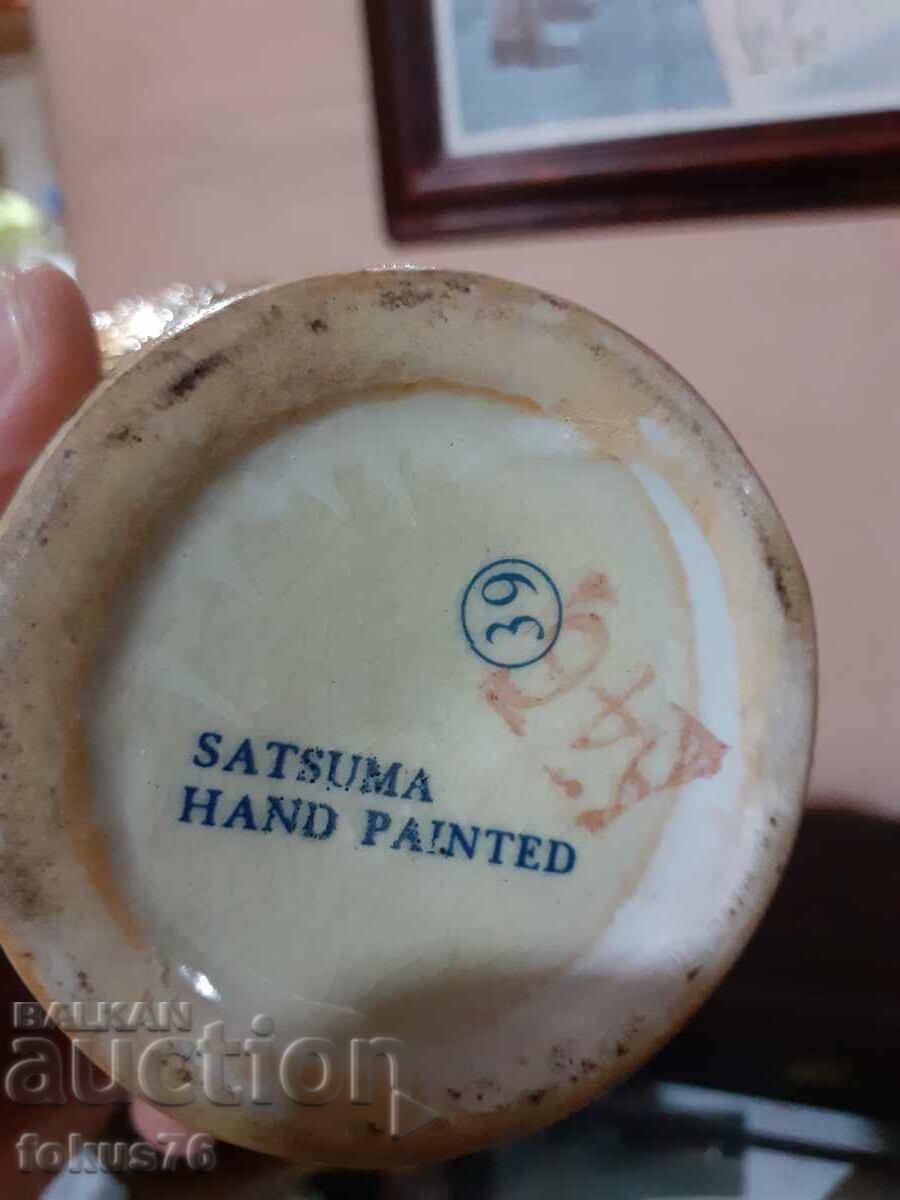 39
SATSUMA
HAND PAINTED
BALKAN
auction
fokus76